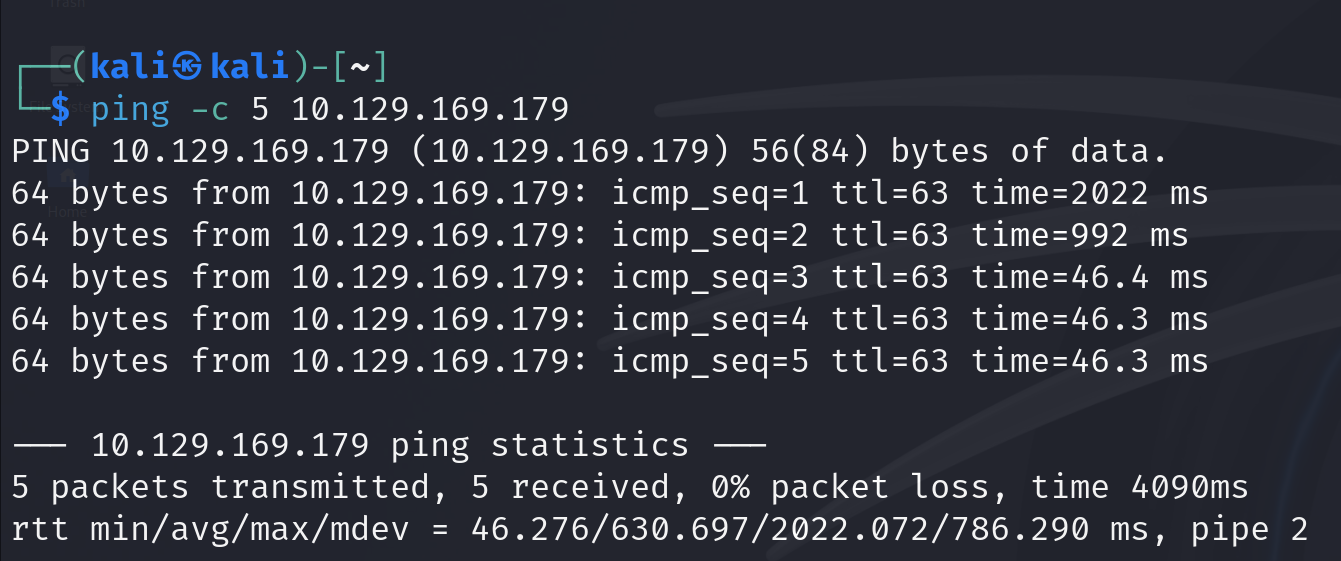 Trash
┌──(kali㉿kali)-[~]
└─$ ping -c 5 10.129.169.179
PING 10.129.169.179 (10.129.169.179) 56(84) bytes of data.
64 bytes from 10.129.169.179: icmp_seq=1 ttl=63 time=2022 ms
64 bytes from 10.129.169.179: icmp_seq=2 ttl=63 time=992 ms
Home
64 bytes from 10.129.169.179: icmp_seq=3 ttl=63 time=46.4 ms
64 bytes from 10.129.169.179: icmp_seq=4 ttl=63 time=46.3 ms
64 bytes from 10.129.169.179: icmp_seq=5 ttl=63 time=46.3 ms
--- 10.129.169.179 ping statistics ---
5 packets transmitted, 5 received, 0% packet loss, time 4090ms
rtt min/avg/max/mdev = 46.276/630.697/2022.072/786.290 ms, pipe 2